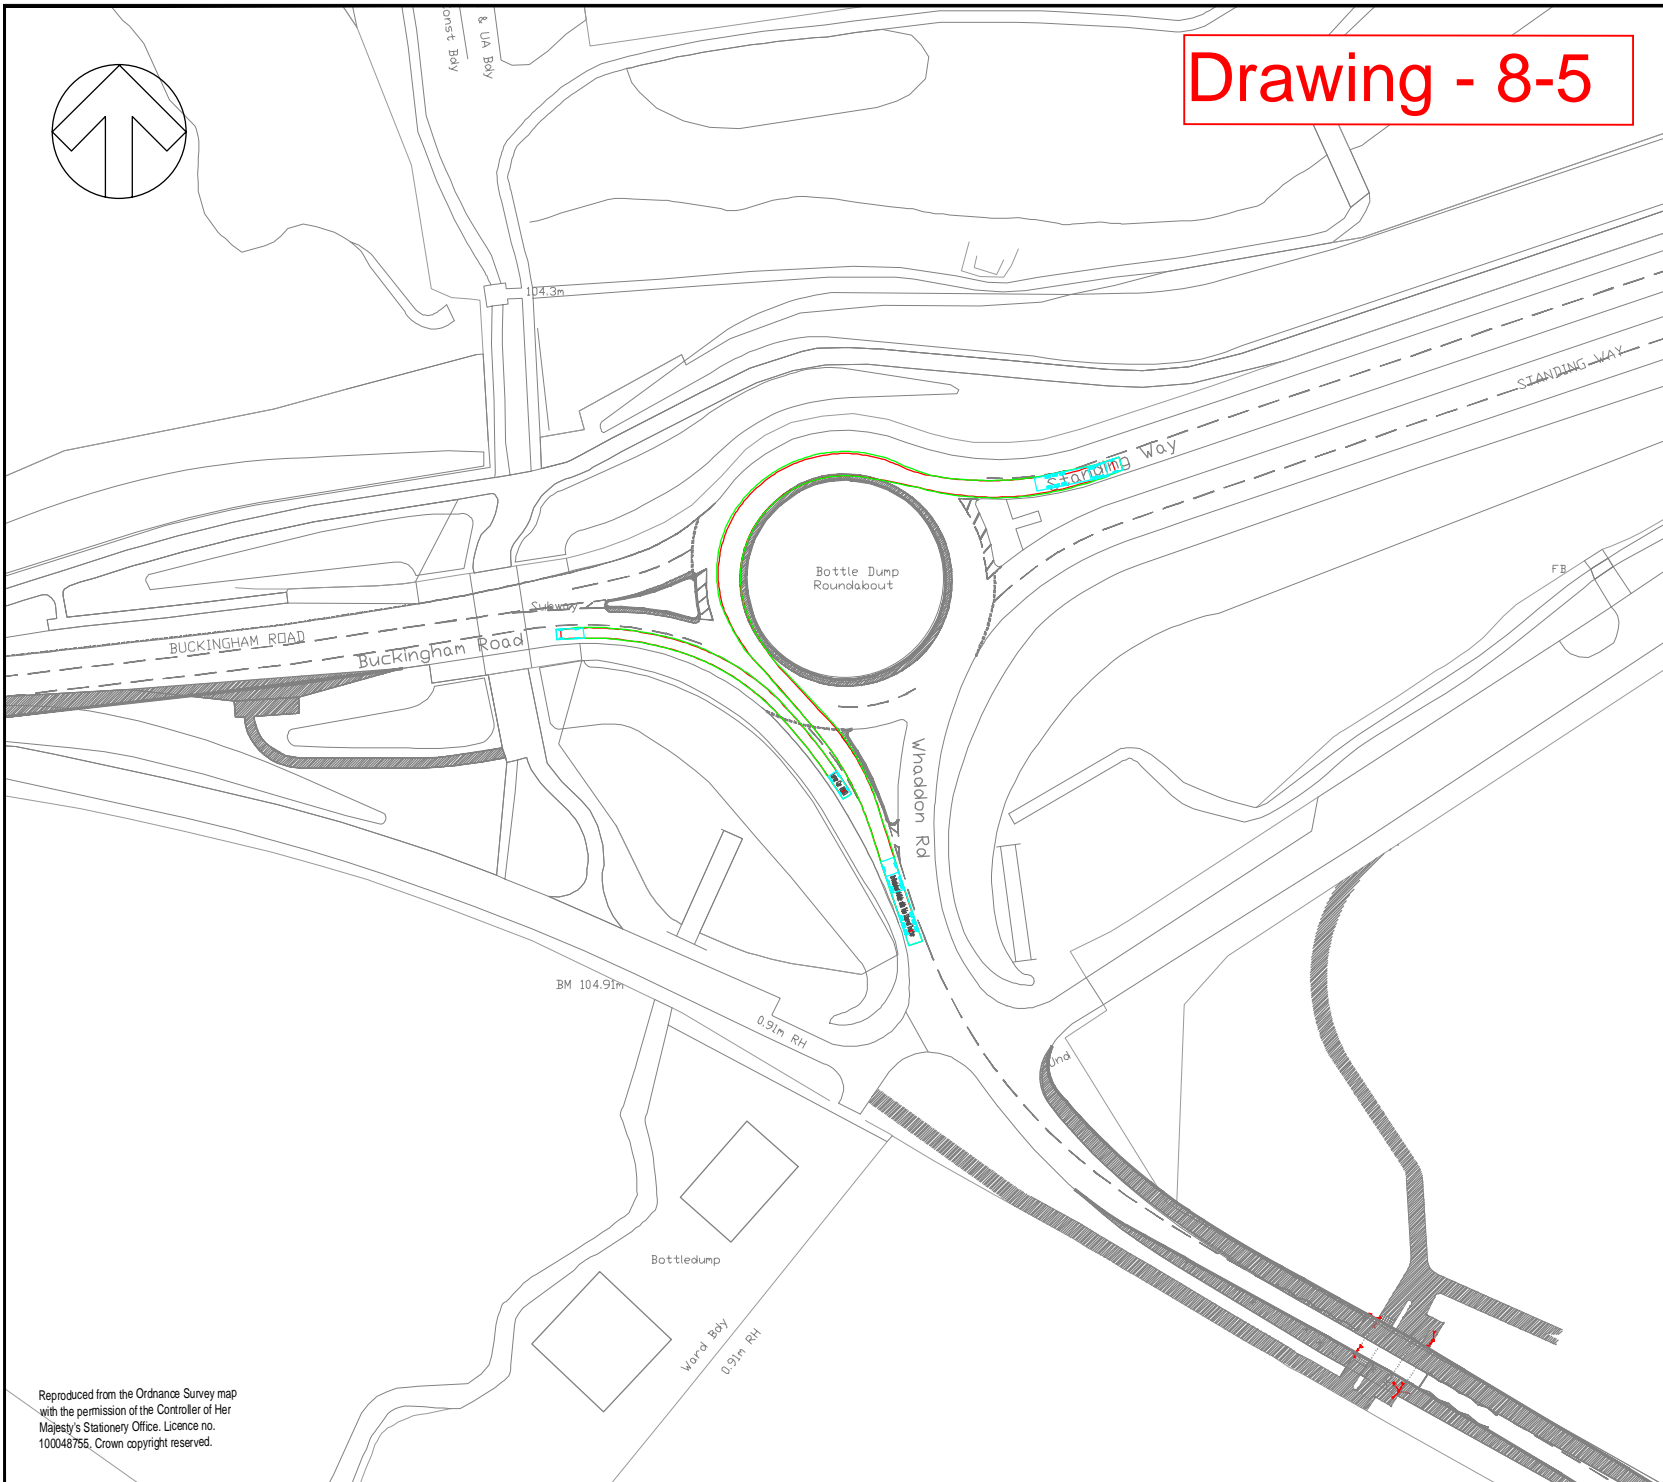 onst Bdy
& UA Bdy
Drawing - 8-5
104.3m
STANDING WAY
Standing Way
Bottle Dump
Roundabout
FB
Subway
BUCKINGHAM ROAD
Buckingham Road
Whaddon Rd
BM 104.91m
0.91m RH
Und
Bottledump
Ward Bdy
0.91m RH
Reproduced from the Ordnance Survey map
with the permission of the Controller of Her
Majesty's Stationery Office. Licence no.
100048755. Crown copyright reserved.